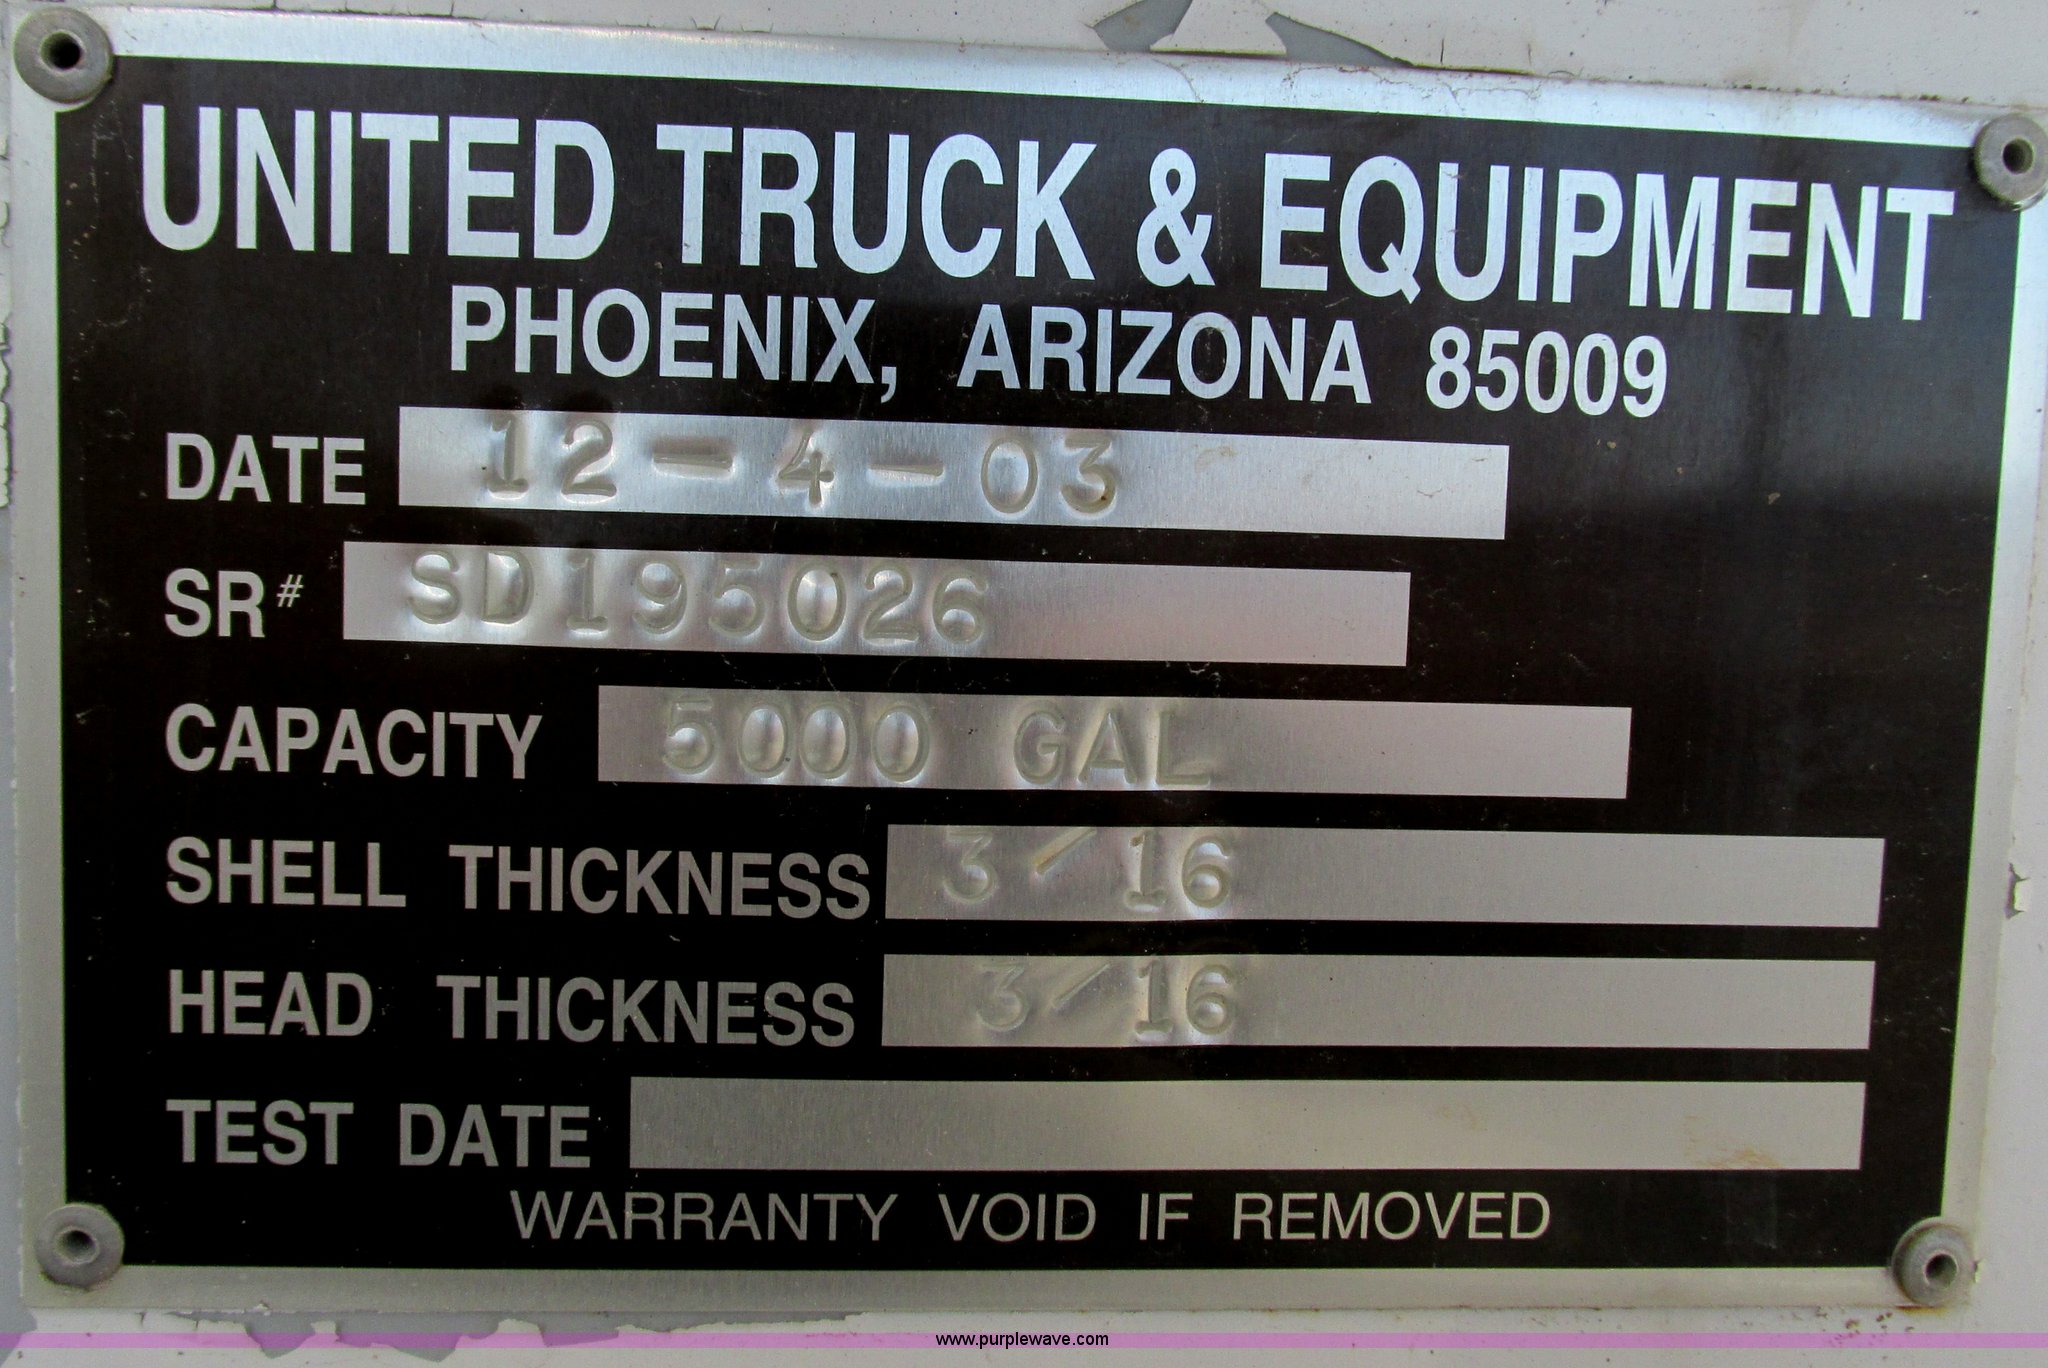 UNITED TRUCK & EQUIPMENT
PHOENIX, ARIZONA 85009
DATE 12-4-03
SR# SD195026
CAPACITY 5000 GAL
SHELL THICKNESS 3/16
HEAD THICKNESS 3/16
TEST DATE
WARRANTY VOID IF REMOVED
www.purplewave.com